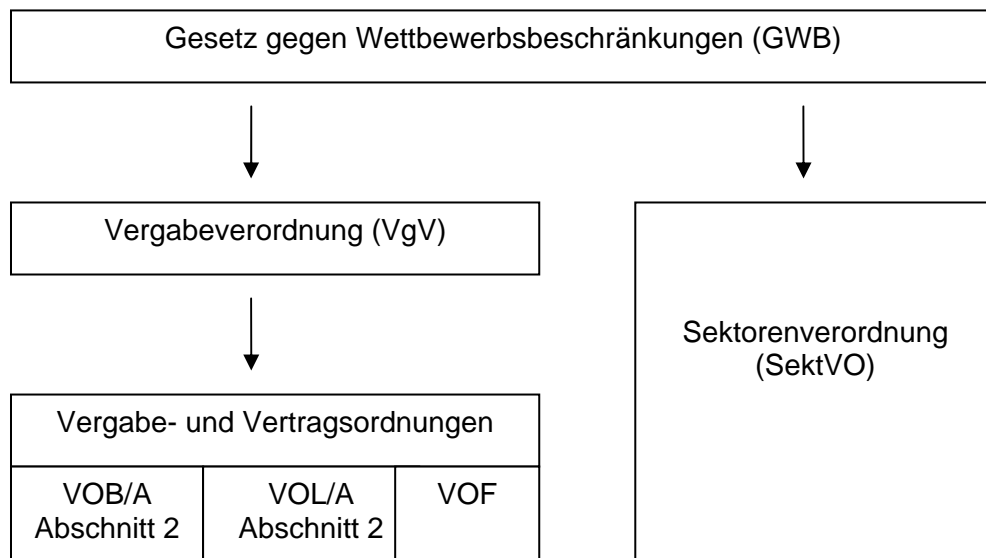 Gesetz gegen Wettbewerbsbeschränkungen (GWB)
Vergabeverordnung (VgV)
Sektorenverordnung
(SektVO)
Vergabe- und Vertragsordnungen
VOB/A
Abschnitt 2
VOL/A
Abschnitt 2
VOF